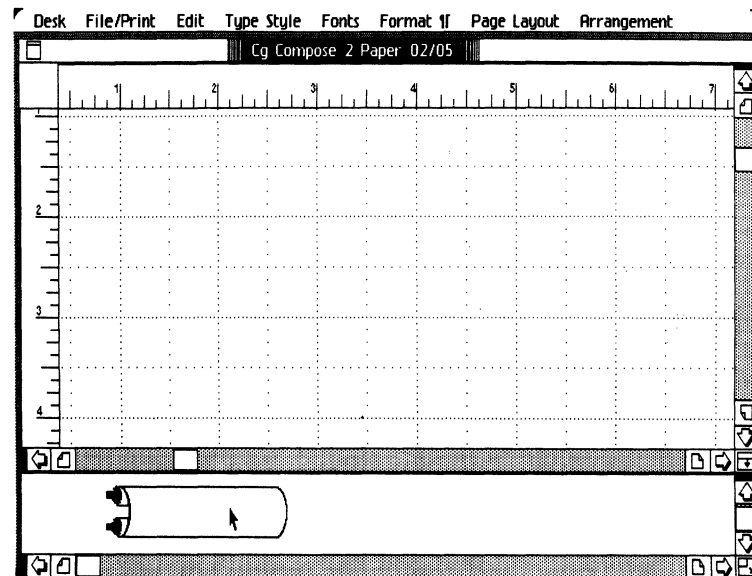 Desk File/Print Edit Type Style Fonts Format ¶ Page Layout Arrangement
Cg Compose 2 Paper 02/05
1 2 3 4 5 6 7
1
2
3
4